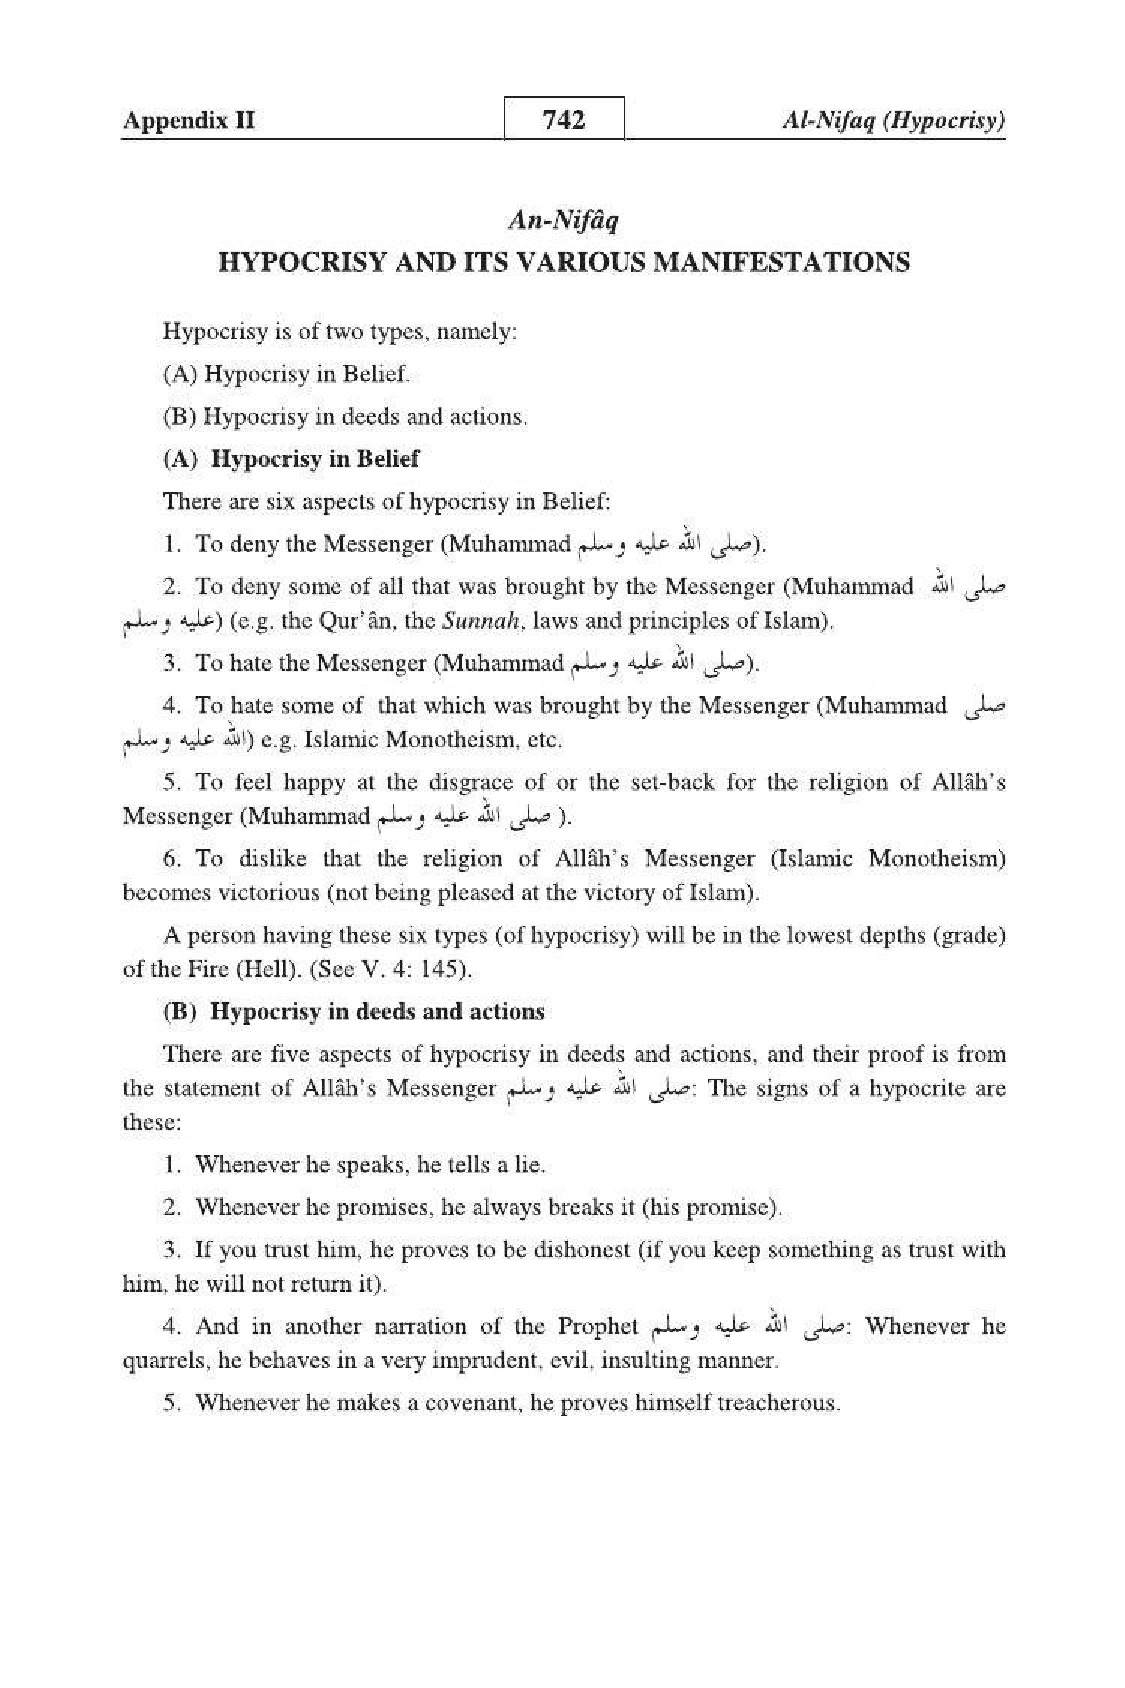 Appendix II 742 Al-Nifaq (Hypocrisy)
An-Nifâq
HYPOCRISY AND ITS VARIOUS MANIFESTATIONS
Hypocrisy is of two types, namely:
(A) Hypocrisy in Belief.
(B) Hypocrisy in deeds and actions.
(A) Hypocrisy in Belief
There are six aspects of hypocrisy in Belief:
1. To deny the Messenger (Muhammad صلى الله عليه وسلم).
2. To deny some of all that was brought by the Messenger (Muhammad صلى الله
عليه وسلم) (e.g. the Qur'ân, the Sunnah, laws and principles of Islam).
3. To hate the Messenger (Muhammad صلى الله عليه وسلم).
4. To hate some of that which was brought by the Messenger (Muhammad صلى
الله عليه وسلم) e.g. Islamic Monotheism, etc.
5. To feel happy at the disgrace of or the set-back for the religion of Allâh's
Messenger (Muhammad صلى الله عليه وسلم ).
6. To dislike that the religion of Allâh's Messenger (Islamic Monotheism)
becomes victorious (not being pleased at the victory of Islam).
A person having these six types (of hypocrisy) will be in the lowest depths (grade)
of the Fire (Hell). (See V. 4: 145).
(B) Hypocrisy in deeds and actions
There are five aspects of hypocrisy in deeds and actions, and their proof is from
the statement of Allâh's Messenger صلى الله عليه وسلم: The signs of a hypocrite are
these:
1. Whenever he speaks, he tells a lie.
2. Whenever he promises, he always breaks it (his promise).
3. If you trust him, he proves to be dishonest (if you keep something as trust with
him, he will not return it).
4. And in another narration of the Prophet صلى الله عليه وسلم: Whenever he
quarrels, he behaves in a very imprudent, evil, insulting manner.
5. Whenever he makes a covenant, he proves himself treacherous.